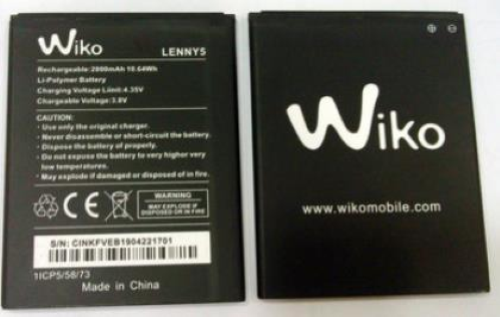 Wiko
LENNY5
Rechargeable:2800mAh 10.64Wh
Li-Polymer Battery
Charging Voltage Limit:4.35V
Chargeable Voltage:3.8V
CAUTION:
• Use only the original charger.
• Never disassemble or short-circuit the battery.
• Dispose the battery of properly.
• Do not expose the battery to very higher very
low temperatures.
• May explode if damaged or disposed in of fire.
WARNING
MAY EXPLODE IF
DISPOSED OF IN FIRE
S/N: CINKFVEB1904221701
1ICP5/58/73
Made in China
Wiko
www.wikomobile.com